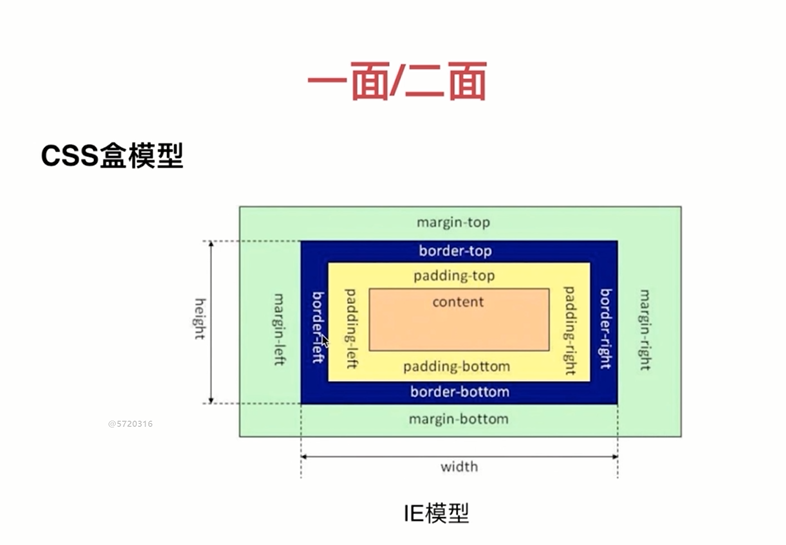 一面/二面
CSS盒模型
margin-top
border-top
padding-top
content
height
margin-left
border-left
padding-left
padding-right
border-right
margin-right
padding-bottom
border-bottom
margin-bottom
@5720316
width
IE模型